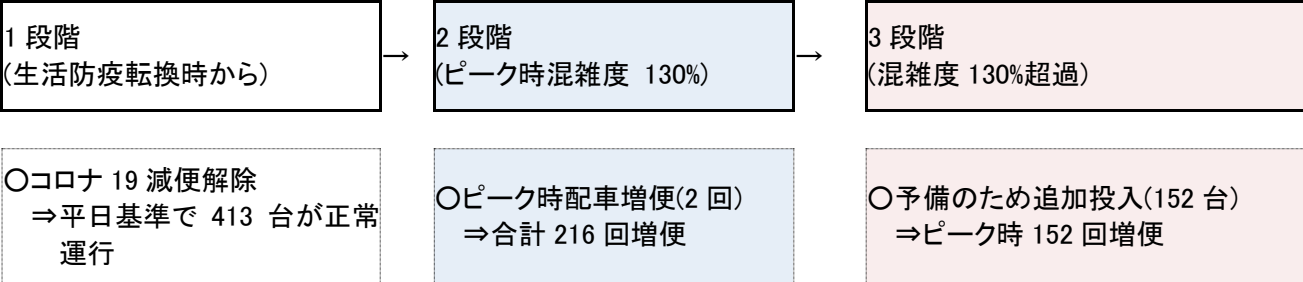 1 段階
(生活防疫転換時から)
→
2 段階
(ピーク時混雑度 130%)
→
3 段階
(混雑度 130%超過)
〇コロナ 19 減便解除
⇒平日基準で 413 台が正常
運行
〇ピーク時配車増便(2 回)
⇒合計 216 回増便
〇予備のため追加投入(152 台)
⇒ピーク時 152 回増便